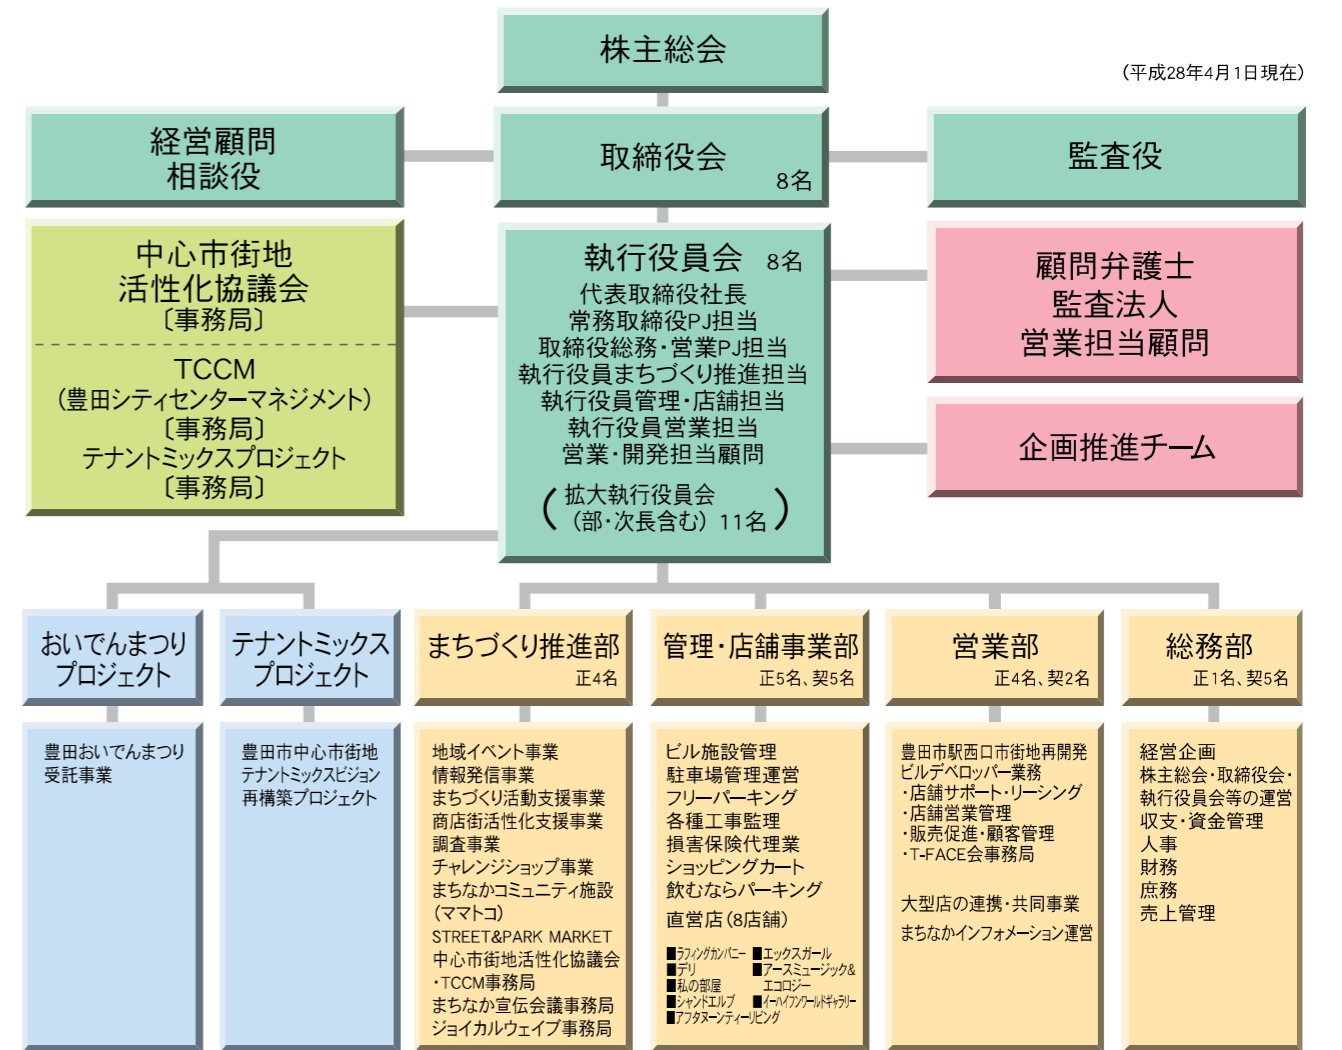 株主総会
(平成28年4月1日現在)
経営顧問
相談役
取締役会
8名
監査役
中心市街地
活性化協議会
〔事務局〕
TCCM
(豊田シティセンターマネジメント)
〔事務局〕
テナントミックスプロジェクト
〔事務局〕
執行役員会 8名
代表取締役社長
常務取締役PJ担当
取締役総務・営業PJ担当
執行役員まちづくり推進担当
執行役員管理・店舗担当
執行役員営業担当
営業・開発担当顧問
(拡大執行役員会
(部・次長含む) 11名)
顧問弁護士
監査法人
営業担当顧問
企画推進チーム
おいでんまつり
プロジェクト
豊田おいでんまつり
受託事業
テナントミックス
プロジェクト
豊田市中心市街地
テナントミックスビジョン
再構築プロジェクト
まちづくり推進部
正4名
地域イベント事業
情報発信事業
まちづくり活動支援事業
商店街活性化支援事業
調査事業
チャレンジショップ事業
まちなかコミュニティ施設
(ママトコ)
STREET&PARK MARKET
中心市街地活性化協議会
・TCCM事務局
まちなか宣伝会議事務局
ジョイカルウェイブ事務局
管理・店舗事業部
正5名、契5名
ビル施設管理
駐車場管理運営
フリーパーキング
各種工事監理
損害保険代理業
ショッピングカート
飲むならパーキング
直営店(8店舗)
■ラフィングカンパニー ■エックスガール
■デリ ■アースミュージック&
■私の部屋 エコロジー
■シャンドエルブ ■イーハイフンワールドギャラリー
■アフタヌーンティーリビング
営業部
正4名、契2名
豊田市駅西口市街地再開発
ビルデベロッパー業務
・店舗サポート・リーシング
・店舗営業管理
・販売促進・顧客管理
・T-FACE会事務局
大型店の連携・共同事業
まちなかインフォメーション運営
総務部
正1名、契5名
経営企画
株主総会・取締役会・
執行役員会等の運営
収支・資金管理
人事
財務
庶務
売上管理